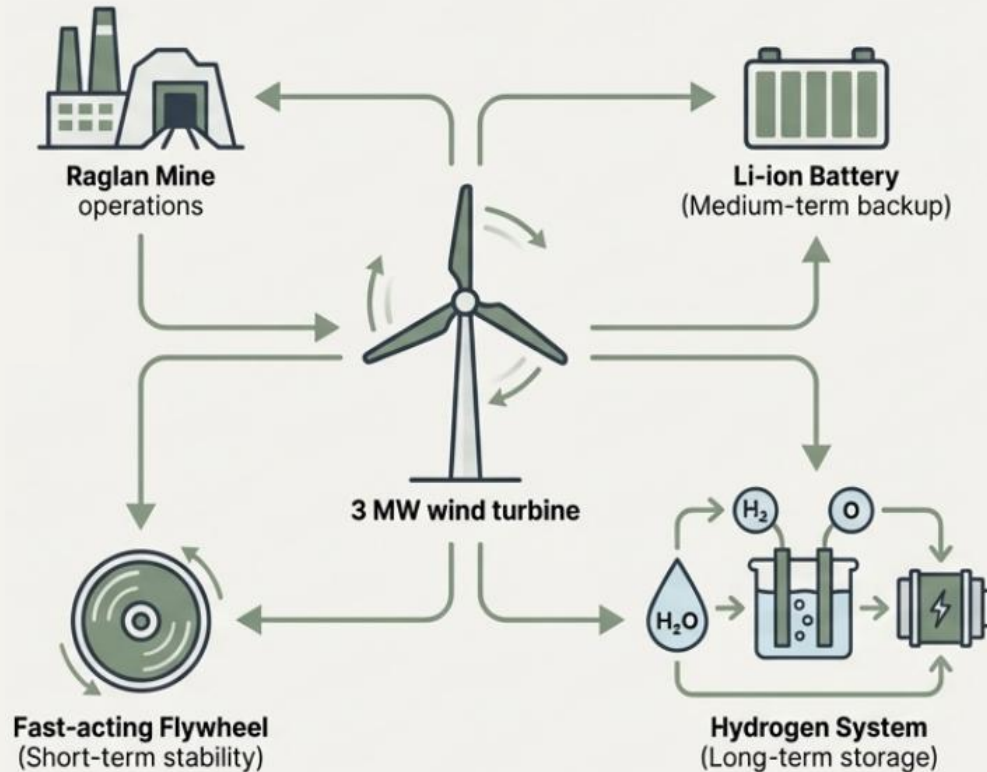 Raglan Mine
operations
Li-ion Battery
(Medium-term backup)
3 MW wind turbine
H₂
O
H₂O
Fast-acting Flywheel
(Short-term stability)
Hydrogen System
(Long-term storage)